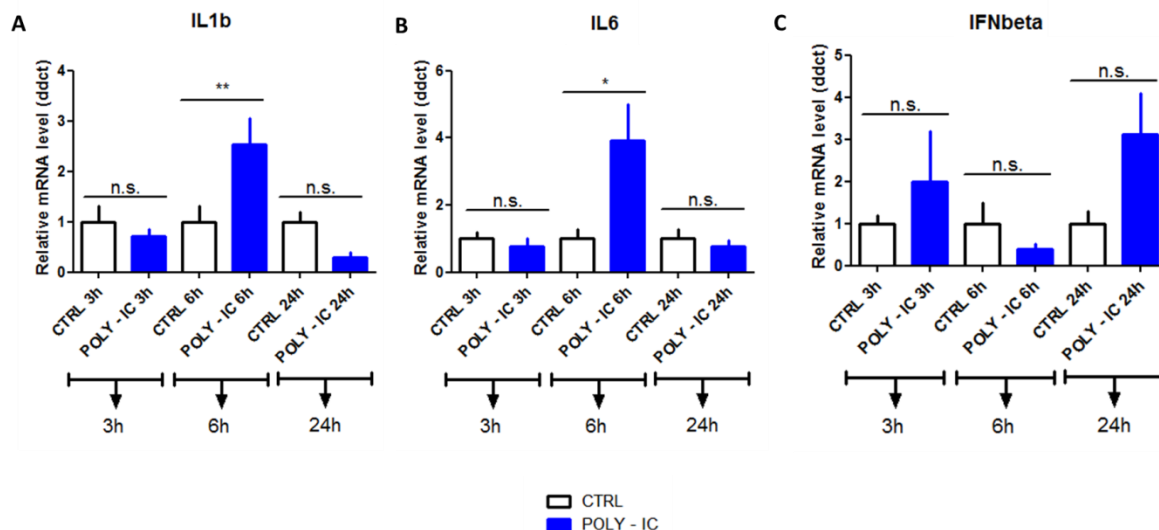 A
IL1b
Relative mRNA level (ddct)
4
3
2
1
0
n.s.
**
n.s.
CTRL 3h
POLY - IC 3h
CTRL 6h
POLY - IC 6h
CTRL 24h
POLY - IC 24h
3h
6h
24h
B
IL6
Relative mRNA level (ddct)
6
4
2
0
n.s.
*
n.s.
CTRL 3h
POLY - IC 3h
CTRL 6h
POLY - IC 6h
CTRL 24h
POLY - IC 24h
3h
6h
24h
C
IFNbeta
Relative mRNA level (ddct)
5
4
3
2
1
0
n.s.
n.s.
n.s.
CTRL 3h
POLY - IC 3h
CTRL 6h
POLY - IC 6h
CTRL 24h
POLY - IC 24h
3h
6h
24h
CTRL
POLY - IC